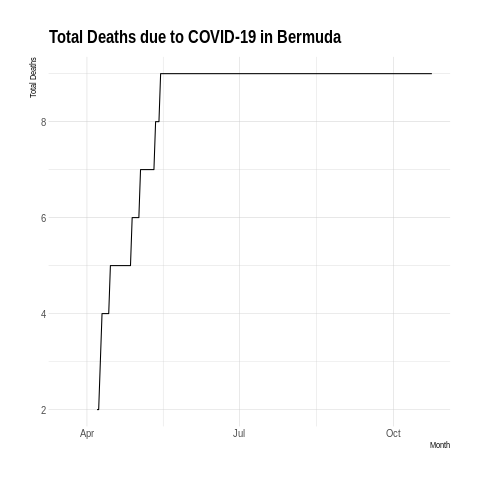 Total Deaths due to COVID-19 in Bermuda
Total Deaths
8
6
4
2
Apr
Jul
Oct
Month